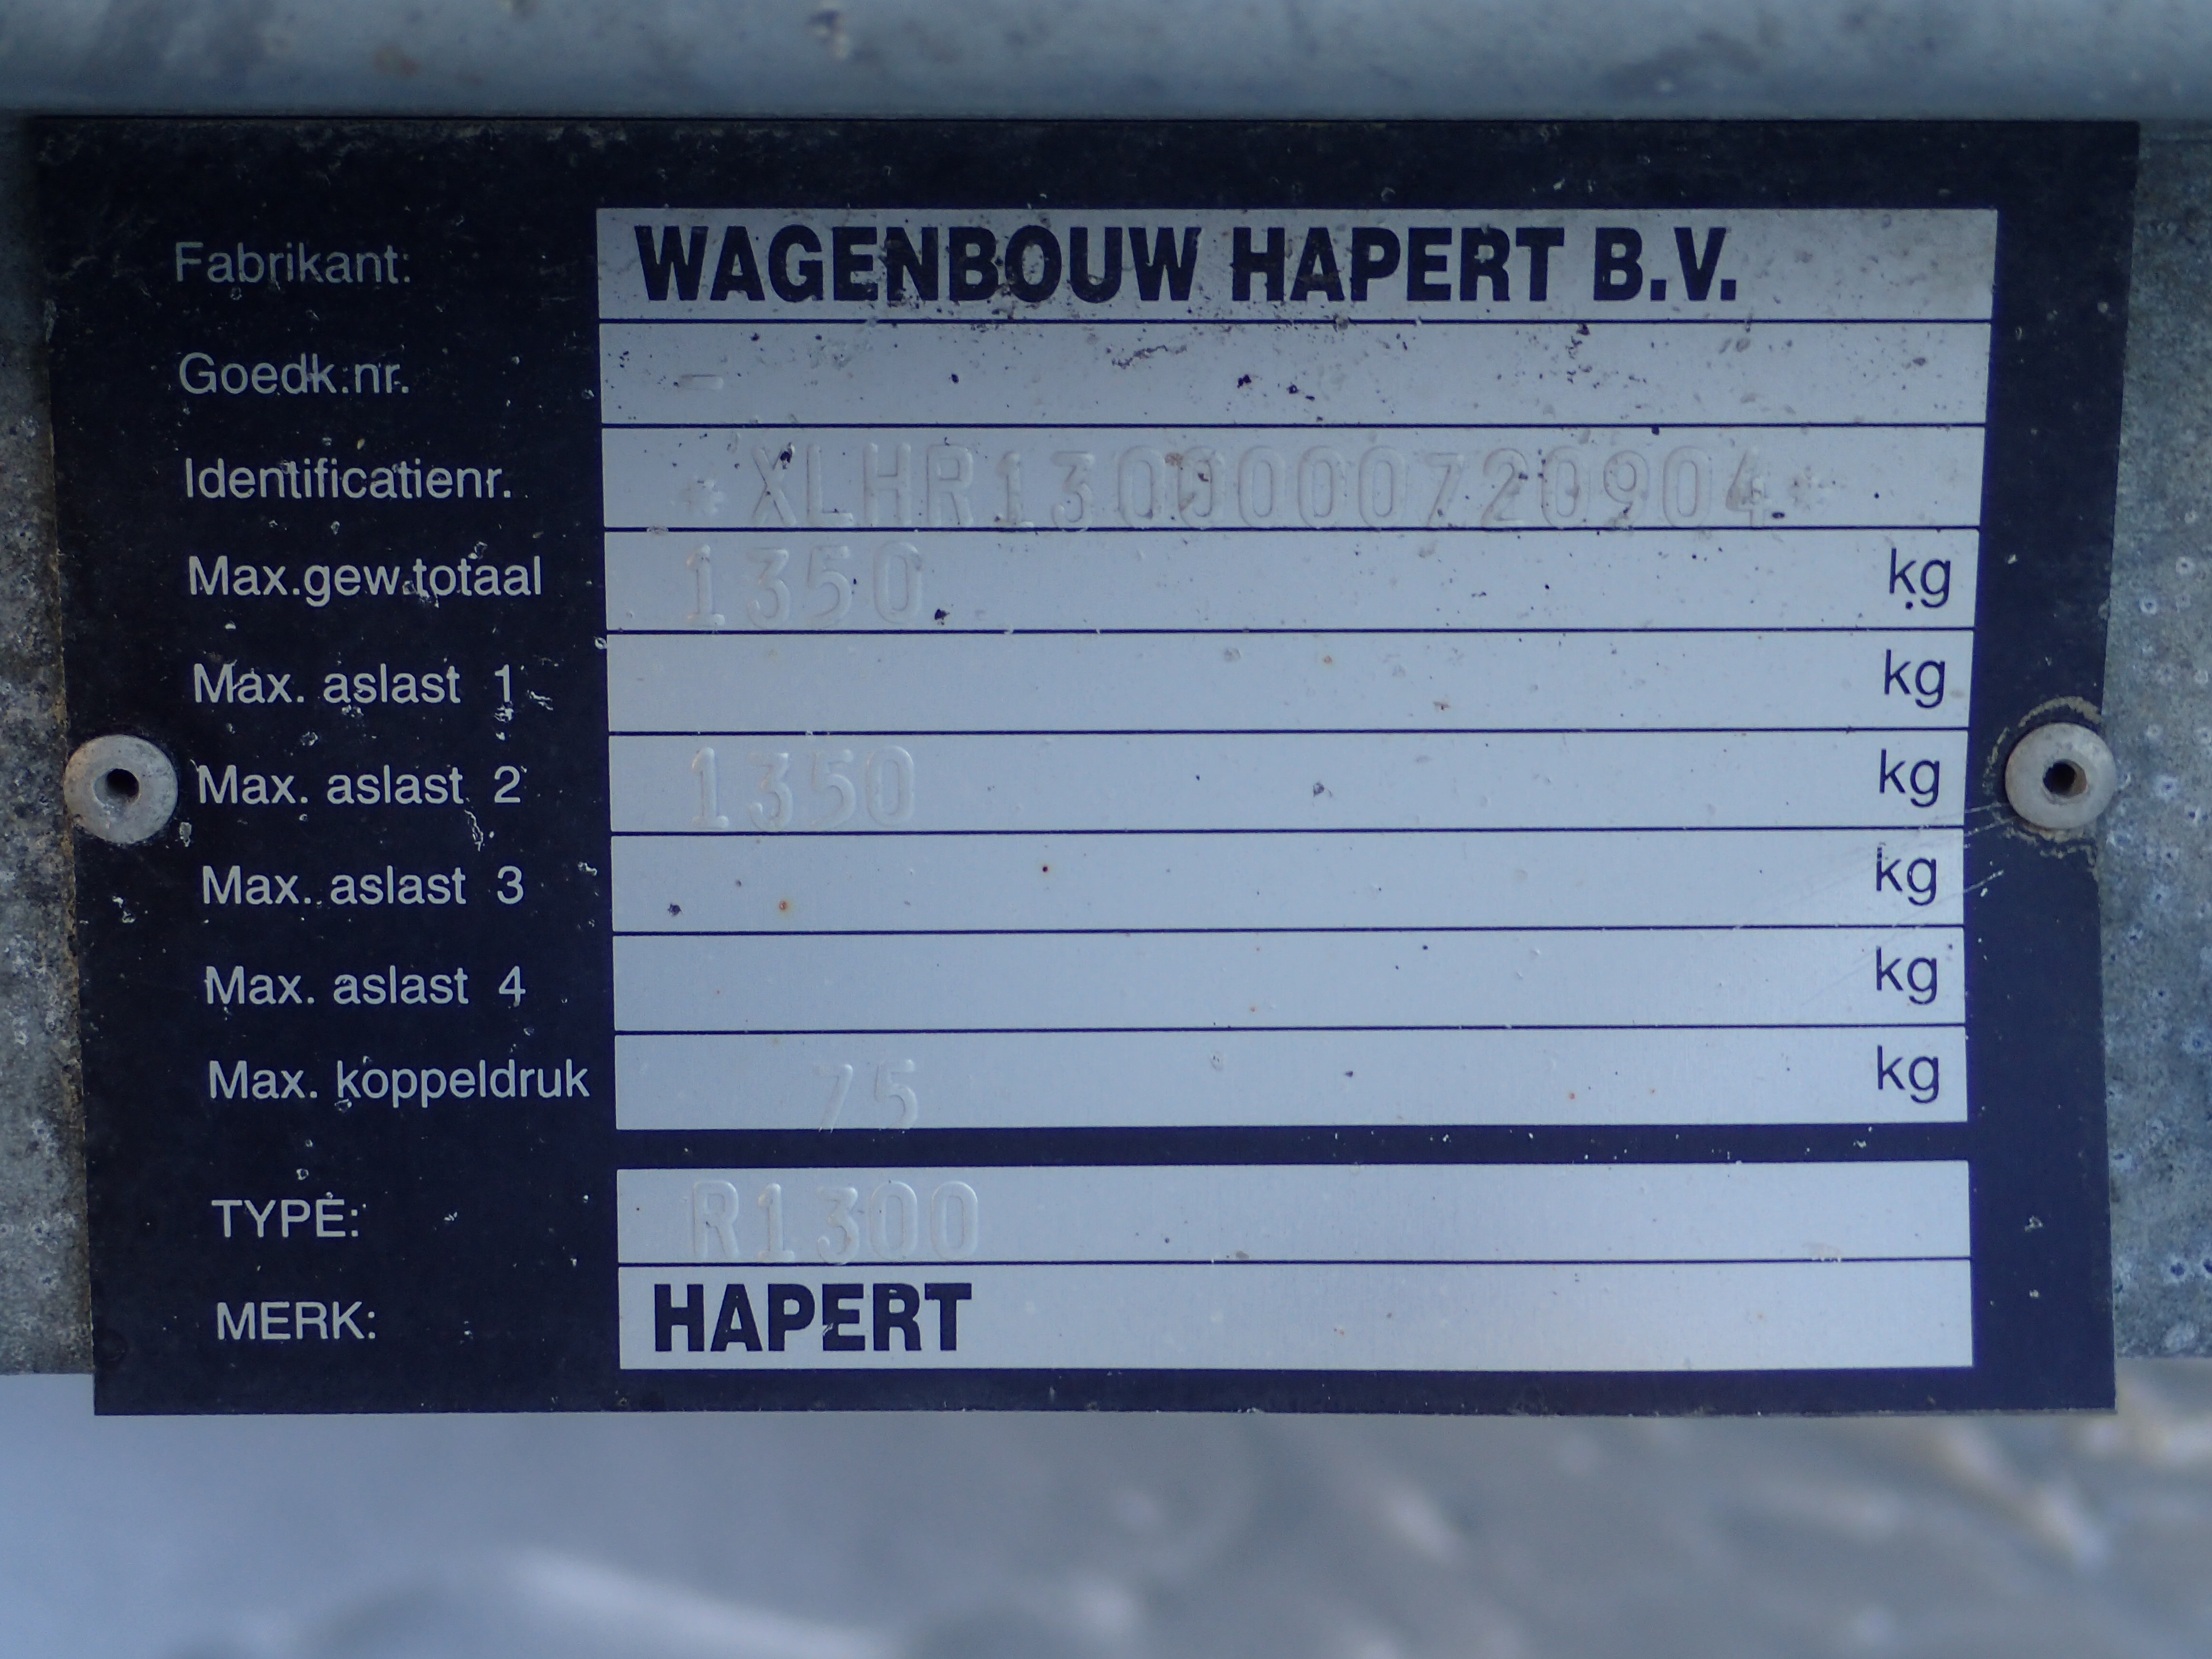 Fabrikant: WAGENBOUW HAPERT B.V.
Goedk.nr. -
Identificatienr. *XLHR1300000720904*
Max.gew.totaal 1350 kg
Max. aslast 1 kg
Max. aslast 2 1350 kg
Max. aslast 3 kg
Max. aslast 4 kg
Max. koppeldruk 75 kg
TYPE: R1300
MERK: HAPERT